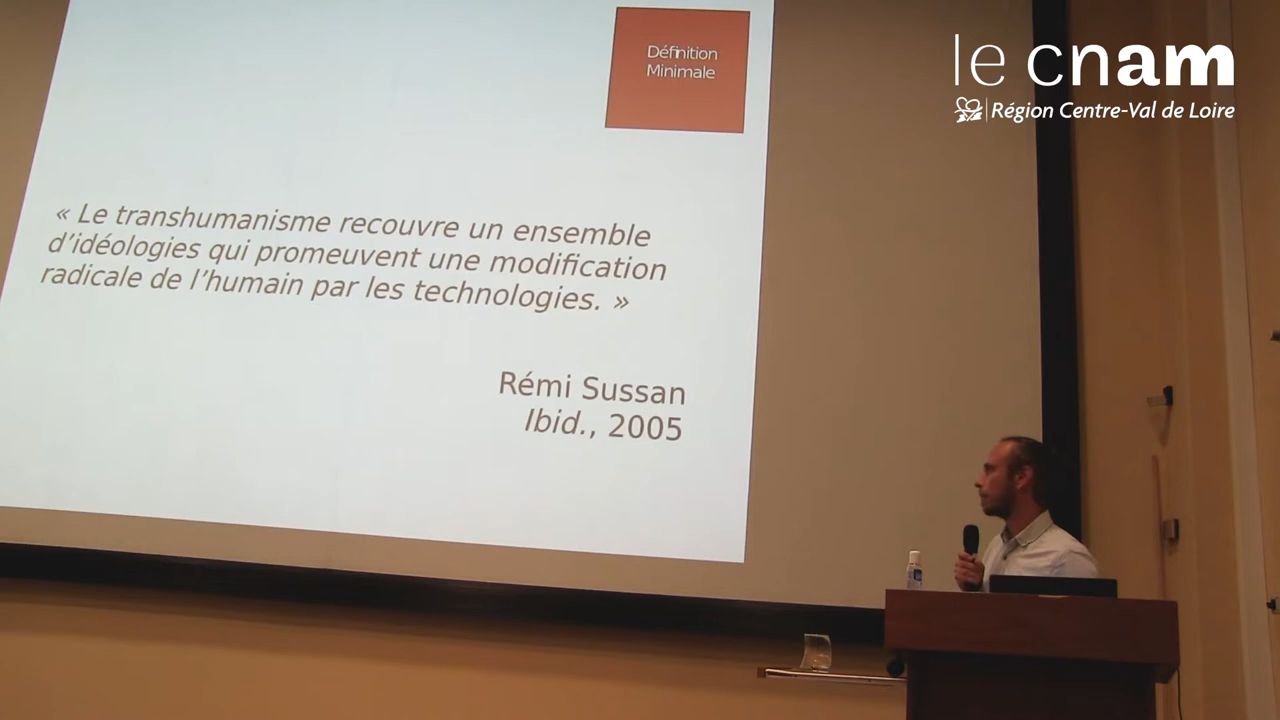 Définition
Minimale
« Le transhumanisme recouvre un ensemble
d’idéologies qui promeuvent une modification
radicale de l’humain par les technologies. »
Rémi Sussan
Ibid., 2005
le cnam
Région Centre-Val de Loire